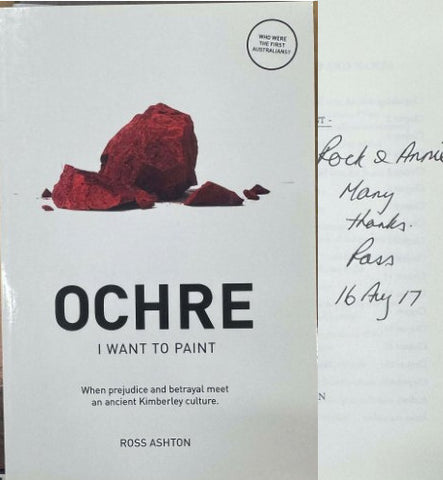 WHO WERE
THE FIRST
AUSTRALIANS?
OCHRE
I WANT TO PAINT
When prejudice and betrayal meet
an ancient Kimberley culture.
ROSS ASHTON
Rock & Annie
Many
thanks.
Ross
16 Aug 17